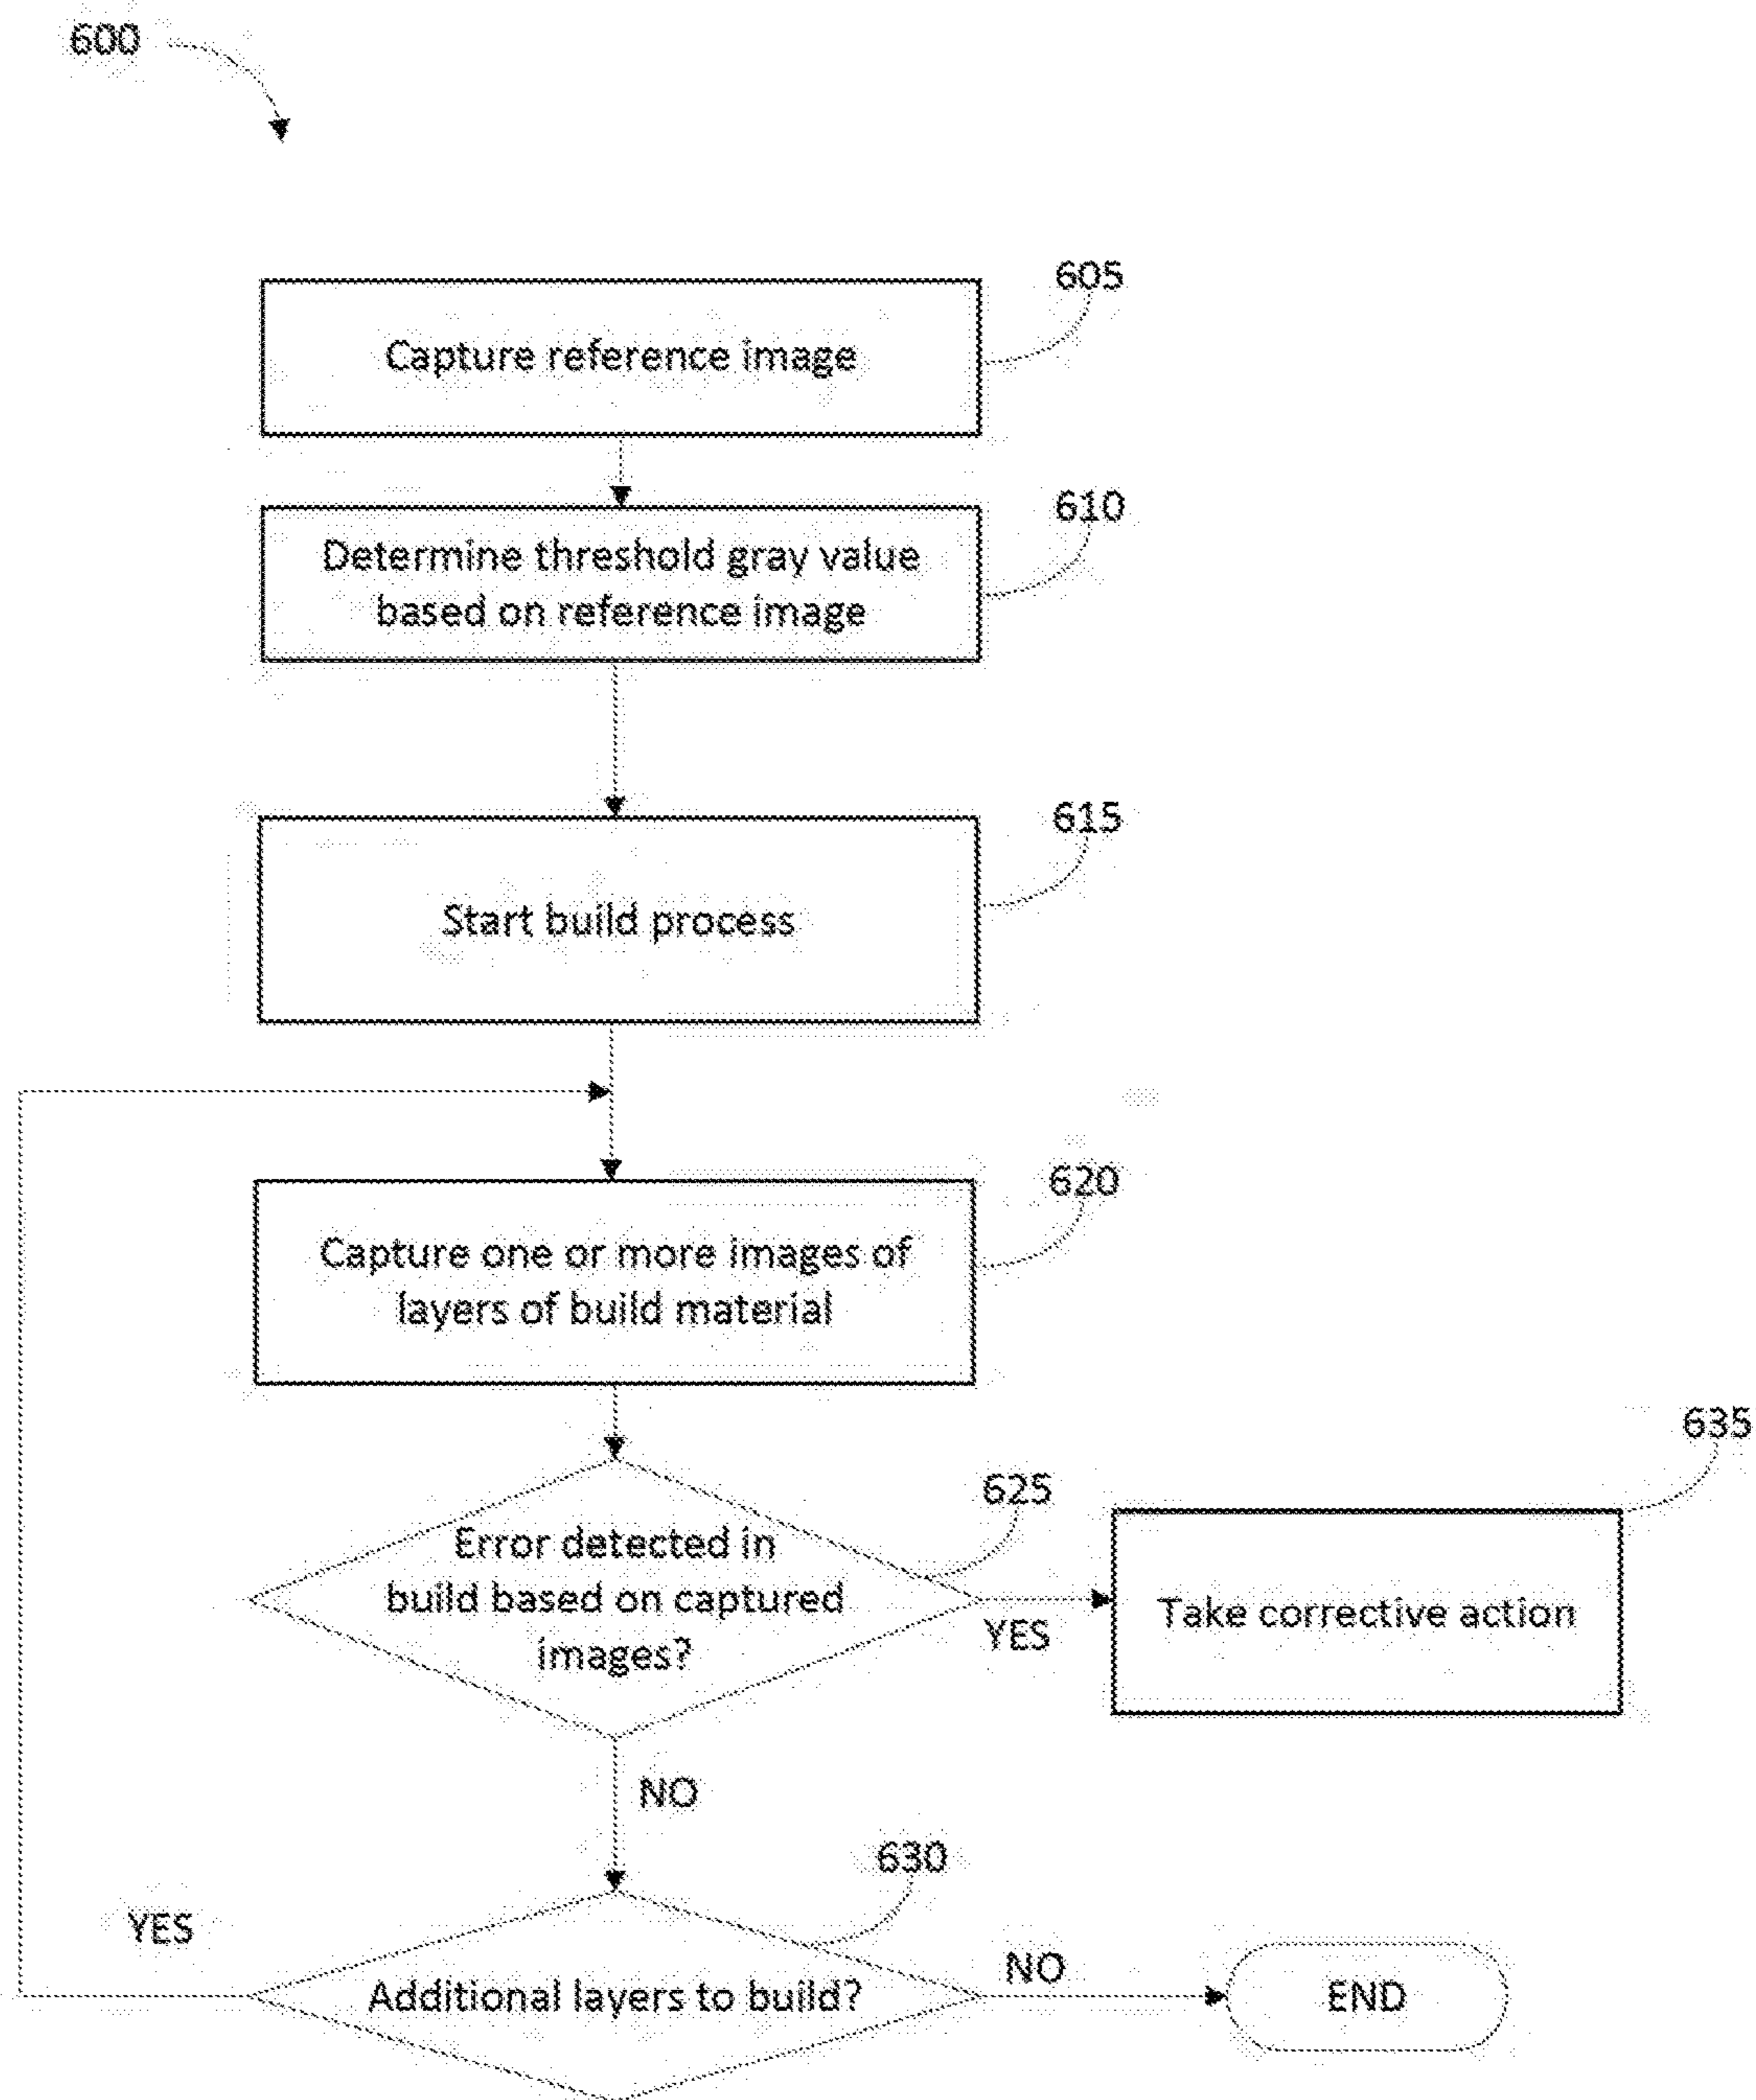 600
605
Capture reference image
610
Determine threshold gray value
based on reference image
615
Start build process
620
Capture one or more images of
layers of build material
635
625
Error detected in
build based on captured
images?
Take corrective action
YES
NO
630
YES
NO
Additional layers to build?
END